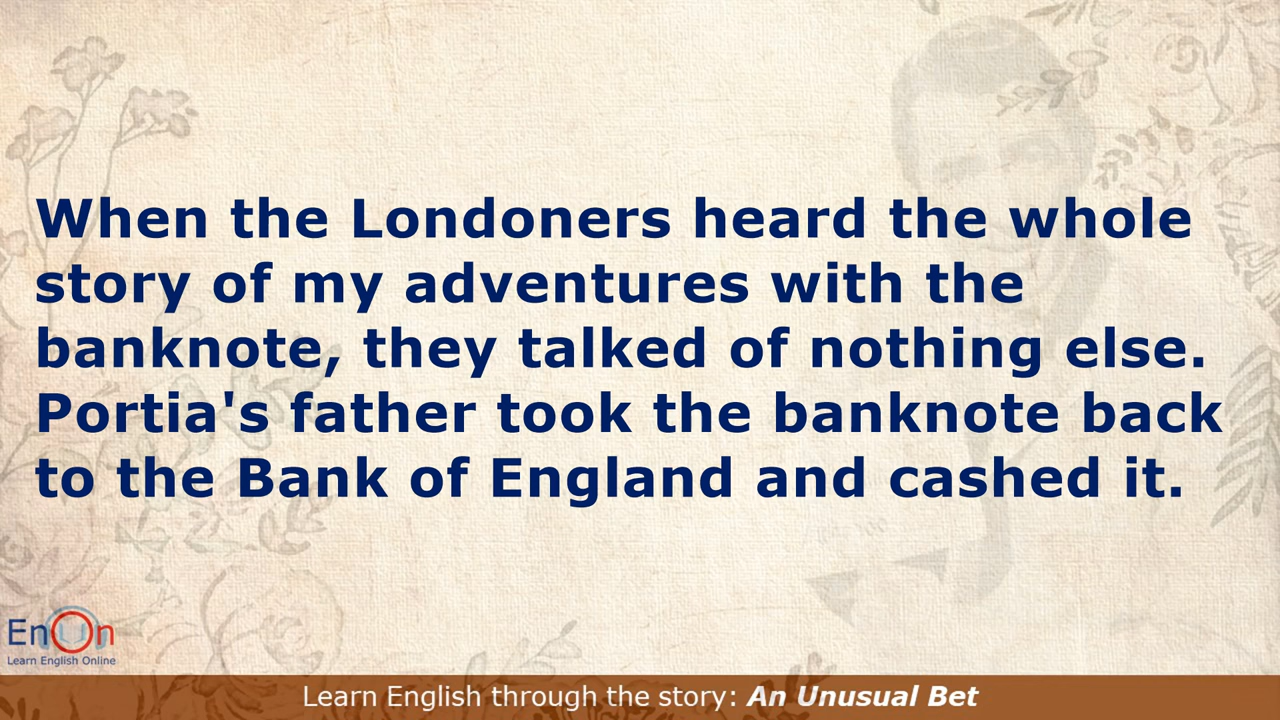 When the Londoners heard the whole
story of my adventures with the
banknote, they talked of nothing else.
Portia's father took the banknote back
to the Bank of England and cashed it.
EnOn
Learn English Online
Learn English through the story: An Unusual Bet